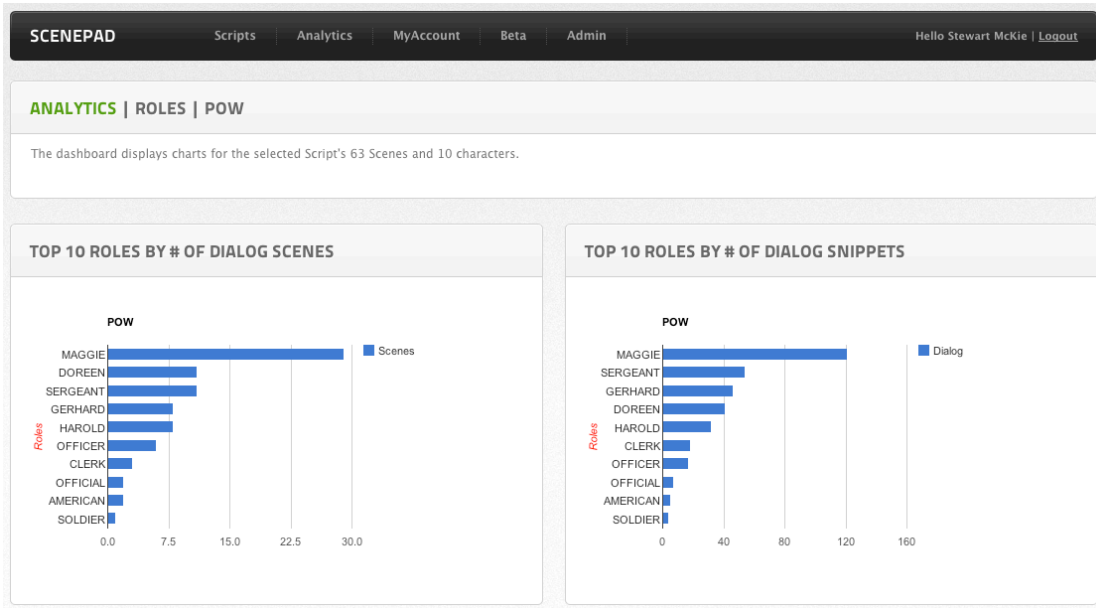 SCENEPAD Scripts Analytics MyAccount Beta Admin Hello Stewart McKie | Logout
ANALYTICS | ROLES | POW
The dashboard displays charts for the selected Script's 63 Scenes and 10 characters.
TOP 10 ROLES BY # OF DIALOG SCENES
POW
Scenes
Roles
MAGGIE
DOREEN
SERGEANT
GERHARD
HAROLD
OFFICER
CLERK
OFFICIAL
AMERICAN
SOLDIER
0.0 7.5 15.0 22.5 30.0
TOP 10 ROLES BY # OF DIALOG SNIPPETS
POW
Dialog
Roles
MAGGIE
SERGEANT
GERHARD
DOREEN
HAROLD
CLERK
OFFICER
OFFICIAL
AMERICAN
SOLDIER
0 40 80 120 160